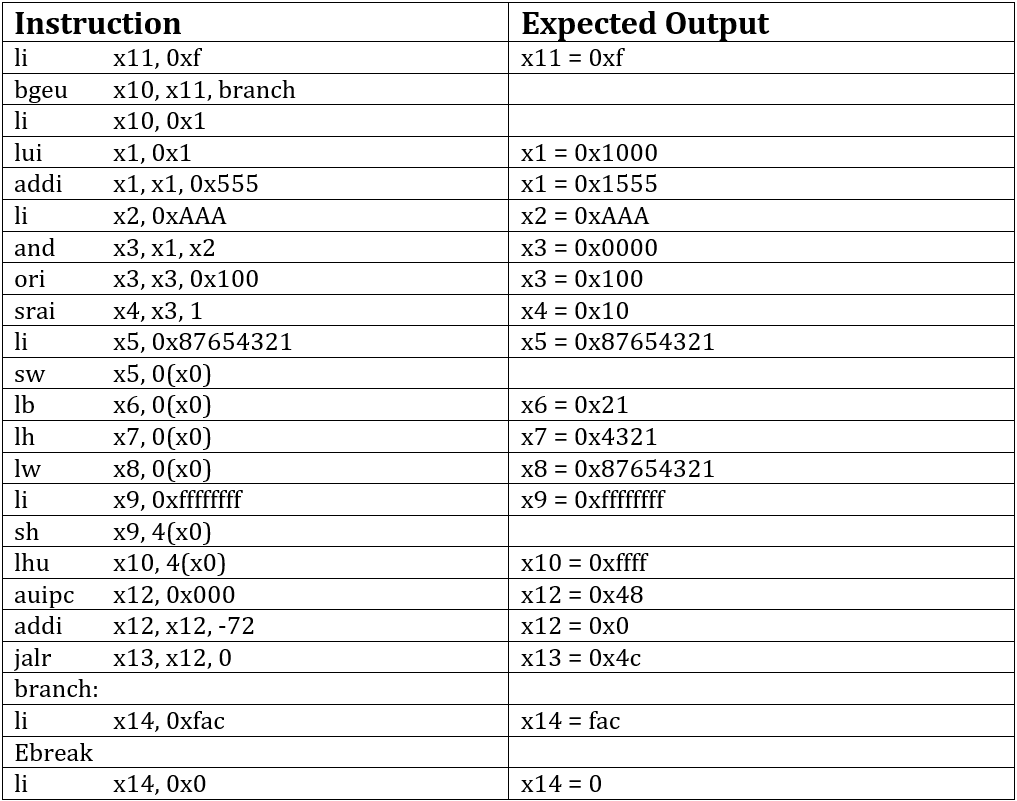 Instruction Expected Output
li x11, 0xf x11 = 0xf
bgeu x10, x11, branch
li x10, 0x1
lui x1, 0x1 x1 = 0x1000
addi x1, x1, 0x555 x1 = 0x1555
li x2, 0xAAA x2 = 0xAAA
and x3, x1, x2 x3 = 0x0000
ori x3, x3, 0x100 x3 = 0x100
srai x4, x3, 1 x4 = 0x10
li x5, 0x87654321 x5 = 0x87654321
sw x5, 0(x0)
lb x6, 0(x0) x6 = 0x21
lh x7, 0(x0) x7 = 0x4321
lw x8, 0(x0) x8 = 0x87654321
li x9, 0xffffffff x9 = 0xffffffff
sh x9, 4(x0)
lhu x10, 4(x0) x10 = 0xffff
auipc x12, 0x000 x12 = 0x48
addi x12, x12, -72 x12 = 0x0
jalr x13, x12, 0 x13 = 0x4c
branch:
li x14, 0xfac x14 = fac
Ebreak
li x14, 0x0 x14 = 0